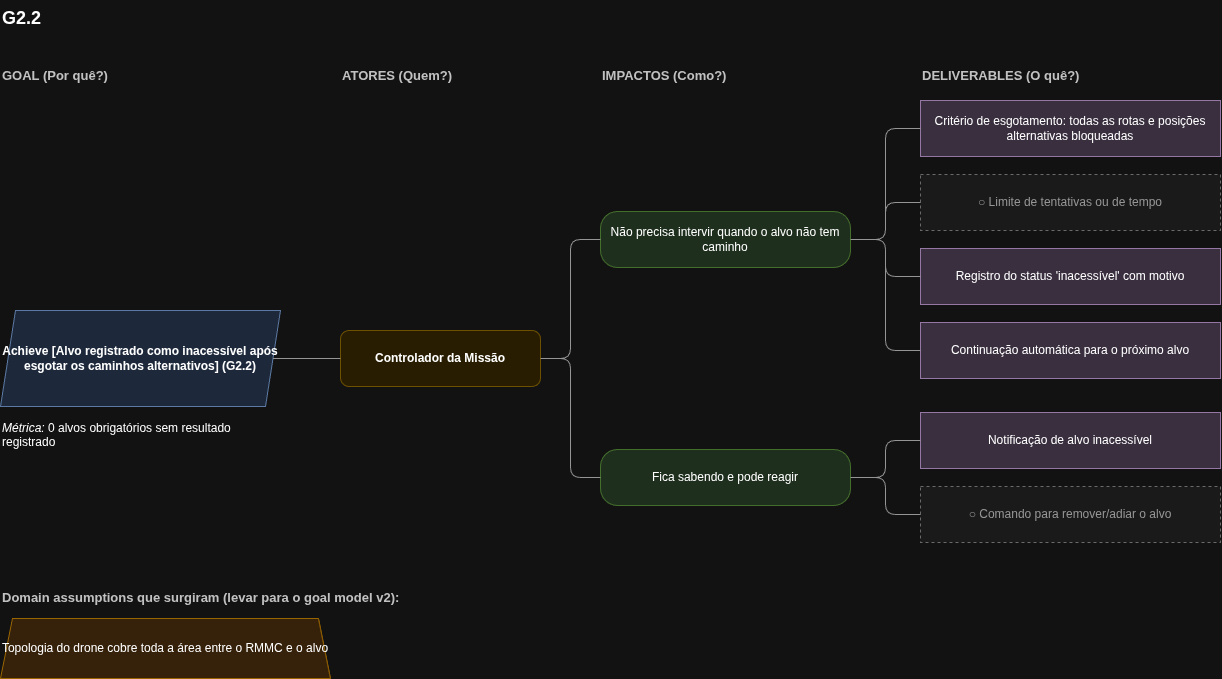 G2.2
GOAL (Por quê?)
ATORES (Quem?)
IMPACTOS (Como?)
DELIVERABLES (O quê?)
Critério de esgotamento: todas as rotas e posições
alternativas bloqueadas
○ Limite de tentativas ou de tempo
Não precisa intervir quando o alvo não tem
caminho
Registro do status 'inacessível' com motivo
Continuação automática para o próximo alvo
Achieve [Alvo registrado como inacessível após
esgotar os caminhos alternativos] (G2.2)
Controlador da Missão
Métrica: 0 alvos obrigatórios sem resultado
registrado
Notificação de alvo inacessível
Fica sabendo e pode reagir
○ Comando para remover/adiar o alvo
Domain assumptions que surgiram (levar para o goal model v2):
Topologia do drone cobre toda a área entre o RMMC e o alvo